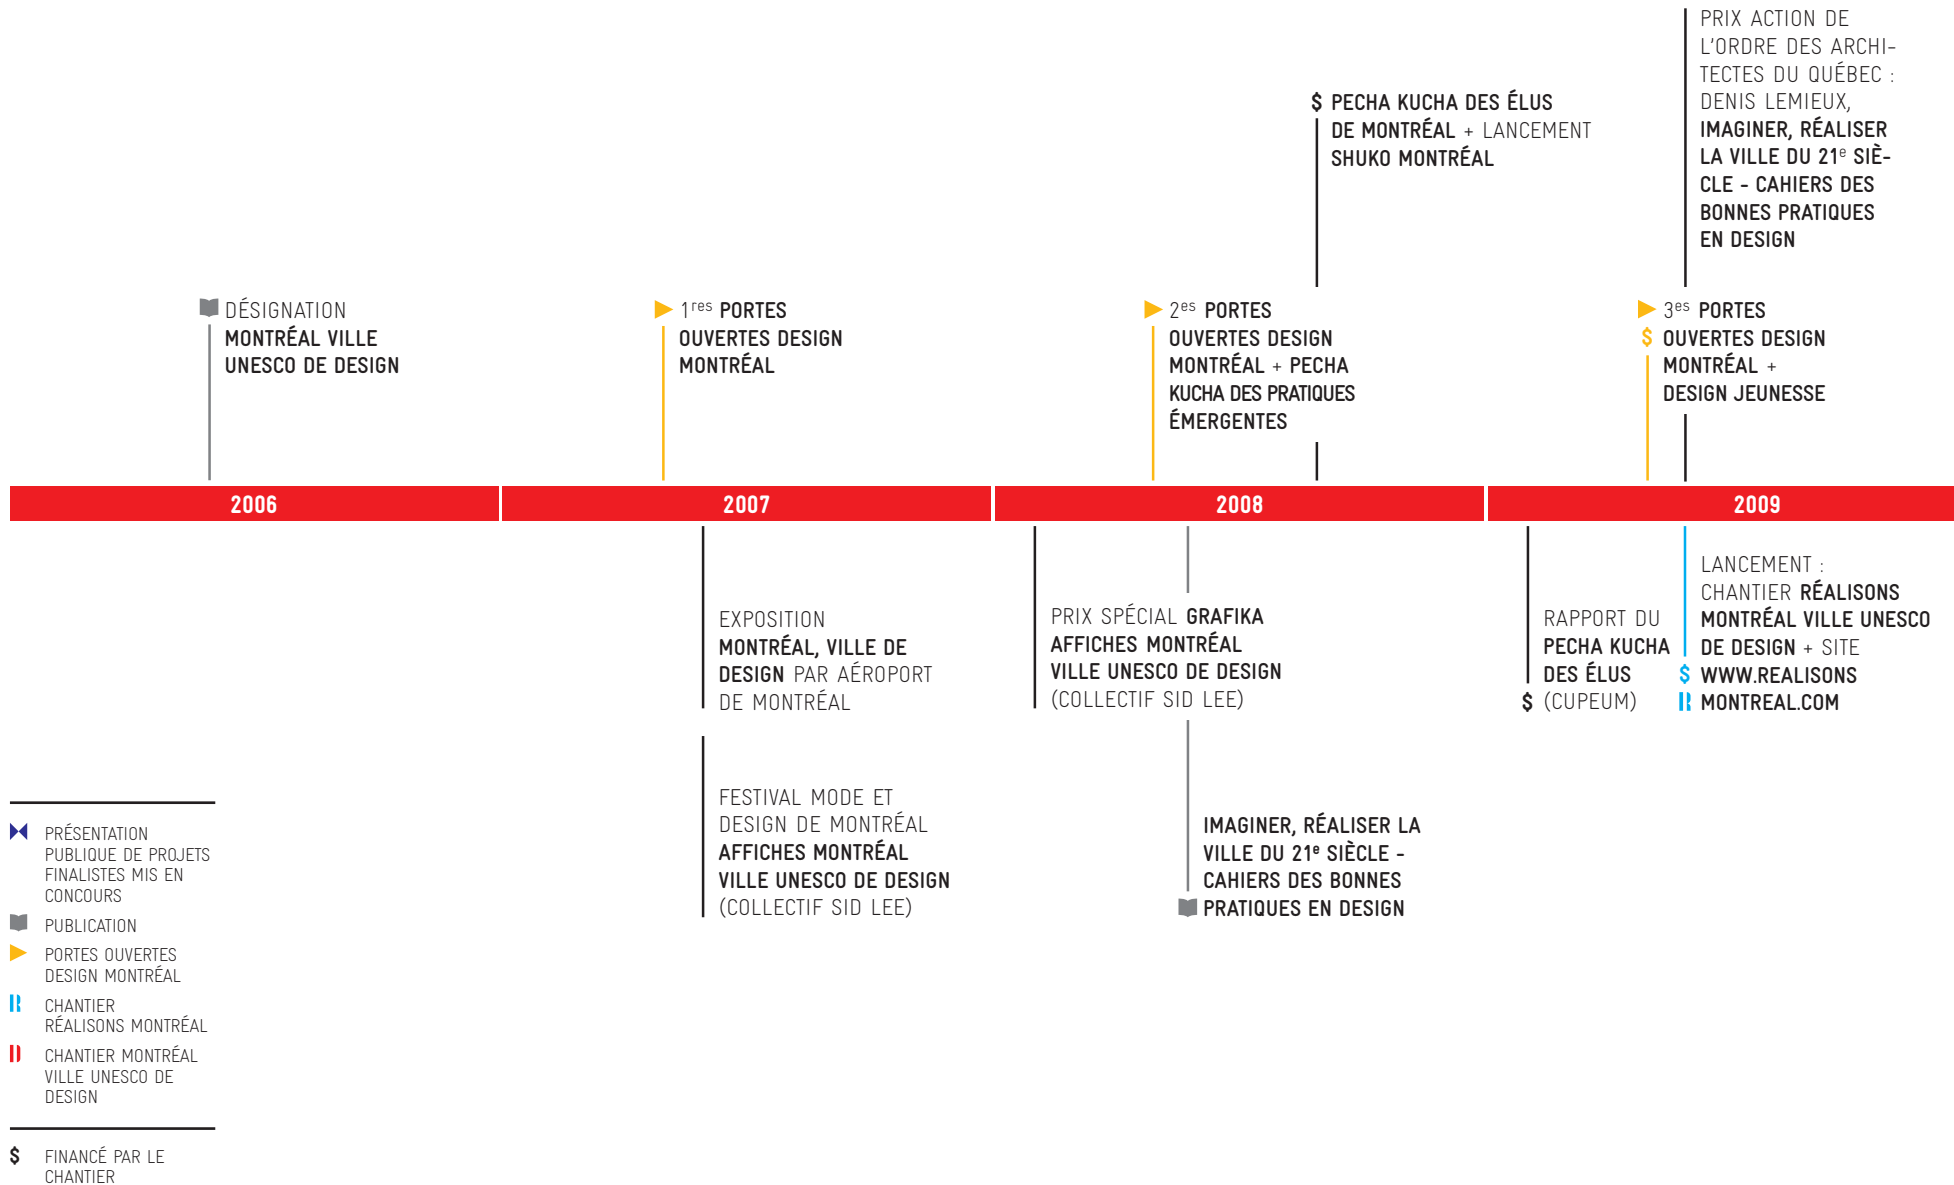 PRIX ACTION DE
L'ORDRE DES ARCHI-
TECTES DU QUÉBEC :
DENIS LEMIEUX,
IMAGINER, RÉALISER
LA VILLE DU 21e SIÈ-
CLE - CAHIERS DES
BONNES PRATIQUES
EN DESIGN
$ PECHA KUCHA DES ÉLUS
DE MONTRÉAL + LANCEMENT
SHUKO MONTRÉAL
DÉSIGNATION
MONTRÉAL VILLE
UNESCO DE DESIGN
1res PORTES
OUVERTES DESIGN
MONTRÉAL
2es PORTES
OUVERTES DESIGN
MONTRÉAL + PECHA
KUCHA DES PRATIQUES
ÉMERGENTES
3es PORTES
$ OUVERTES DESIGN
MONTRÉAL +
DESIGN JEUNESSE
2006
2007
2008
2009
EXPOSITION
MONTRÉAL, VILLE DE
DESIGN PAR AÉROPORT
DE MONTRÉAL
FESTIVAL MODE ET
DESIGN DE MONTRÉAL
AFFICHES MONTRÉAL
VILLE UNESCO DE DESIGN
(COLLECTIF SID LEE)
PRIX SPÉCIAL GRAFIKA
AFFICHES MONTRÉAL
VILLE UNESCO DE DESIGN
(COLLECTIF SID LEE)
IMAGINER, RÉALISER LA
VILLE DU 21e SIÈCLE -
CAHIERS DES BONNES
PRATIQUES EN DESIGN
RAPPORT DU
PECHA KUCHA
DES ÉLUS
$ (CUPEUM)
LANCEMENT :
CHANTIER RÉALISONS
MONTRÉAL VILLE UNESCO
DE DESIGN + SITE
$ WWW.REALISONS
MONTREAL.COM
PRÉSENTATION
PUBLIQUE DE PROJETS
FINALISTES MIS EN
CONCOURS
PUBLICATION
PORTES OUVERTES
DESIGN MONTRÉAL
CHANTIER
RÉALISONS MONTRÉAL
CHANTIER MONTRÉAL
VILLE UNESCO DE
DESIGN
$ FINANCÉ PAR LE
CHANTIER